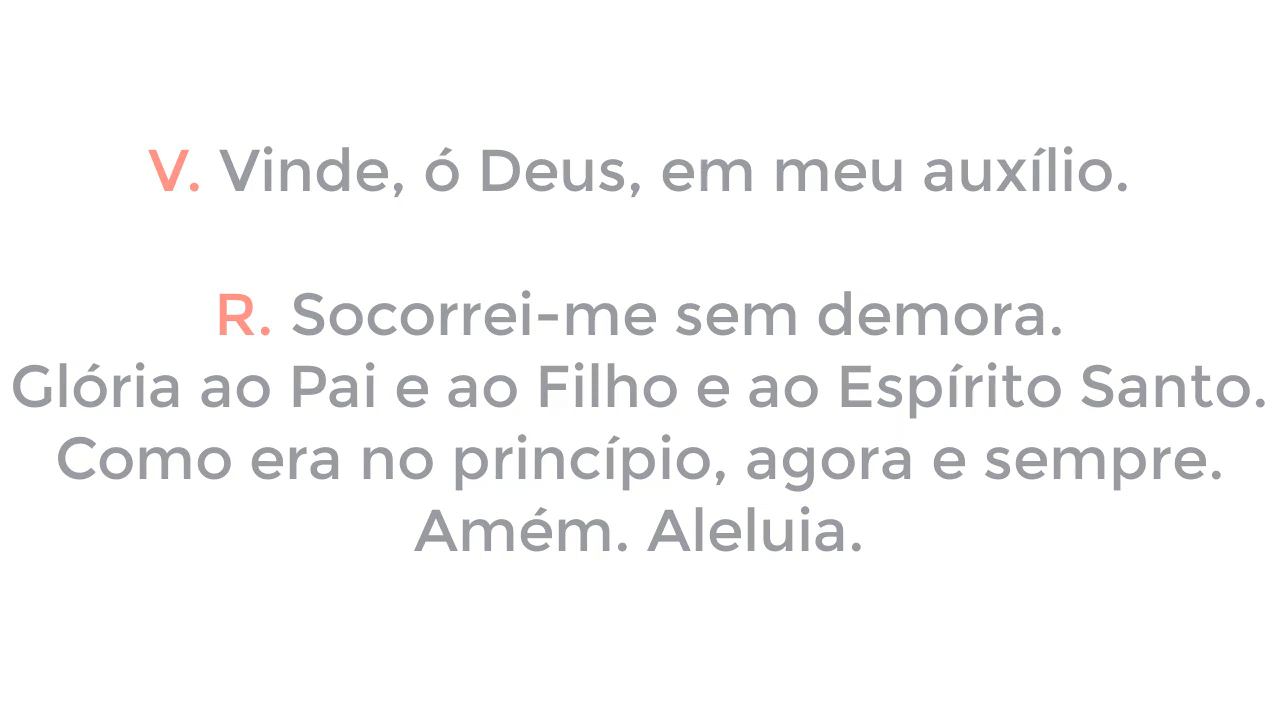 V. Vinde, ó Deus, em meu auxílio.
R. Socorrei-me sem demora.
Glória ao Pai e ao Filho e ao Espírito Santo.
Como era no princípio, agora e sempre.
Amém. Aleluia.